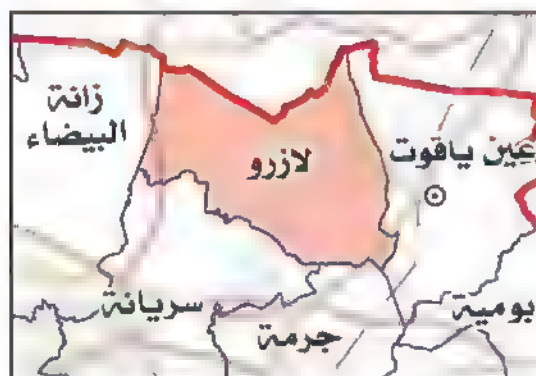 زانة
البيضاء
لازرو
عين ياقوت
سريانة
جرمة
بومية